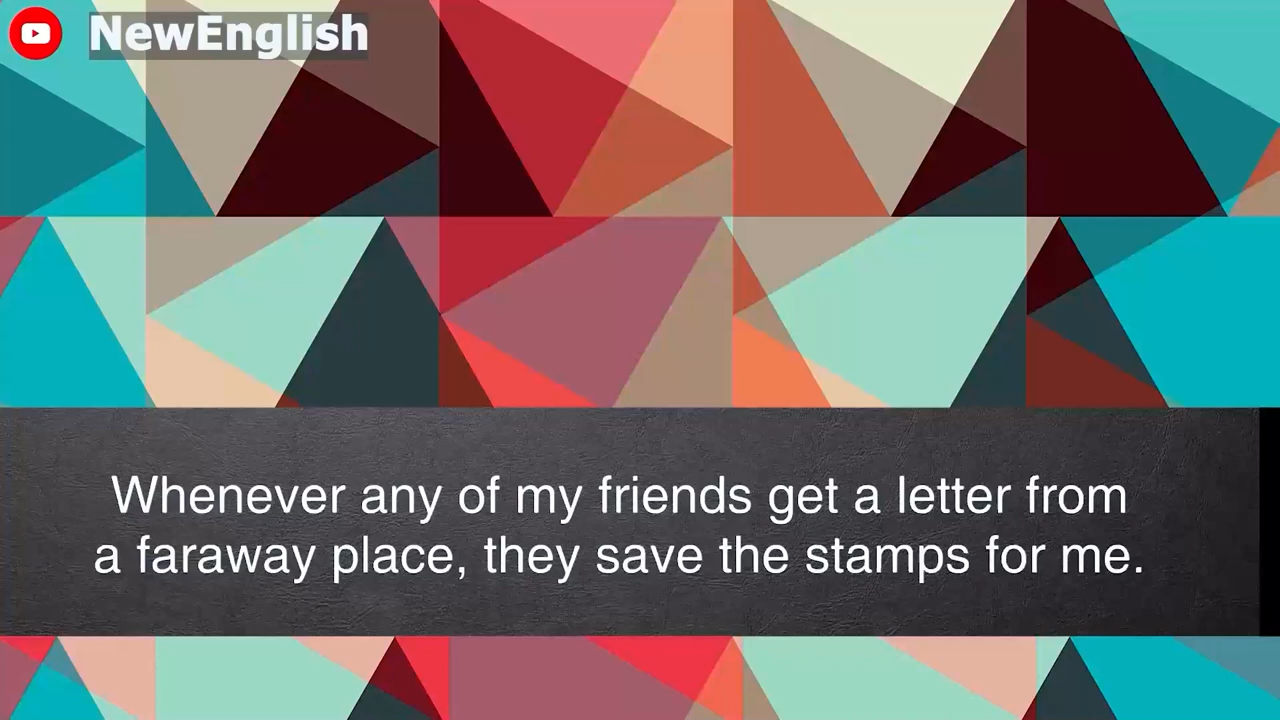 NewEnglish
Whenever any of my friends get a letter from
a faraway place, they save the stamps for me.